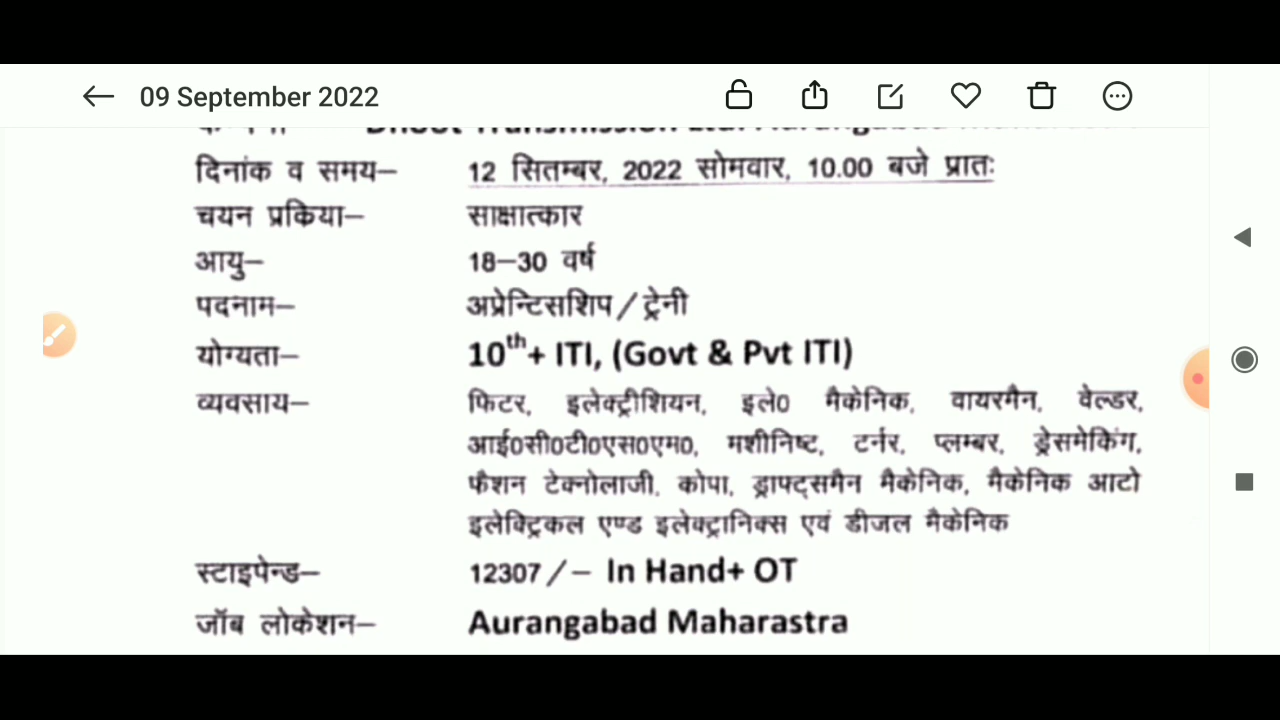 09 September 2022
दिनांक व समय– 12 सितम्बर, 2022 सोमवार, 10.00 बजे प्रातः
चयन प्रकिया– साक्षात्कार
आयु– 18–30 वर्ष
पदनाम– अप्रेन्टिसशिप/ट्रेनी
योग्यता– 10th+ ITI, (Govt & Pvt ITI)
व्यवसाय– फिटर, इलेक्ट्रीशियन, इले0 मैकेनिक, वायरमैन, वेल्डर,
आई0सी0टी0एस0एम0, मशीनिष्ट, टर्नर, प्लम्बर, ड्रेसमेकिंग,
फैशन टेक्नोलाजी, कोपा, ड्राफ्ट्समैन मैकेनिक, मैकेनिक आटो
इलेक्ट्रिकल एण्ड इलेक्ट्रानिक्स एवं डीजल मैकेनिक
स्टाइपेन्ड– 12307/– In Hand+ OT
जॉब लोकेशन– Aurangabad Maharastra